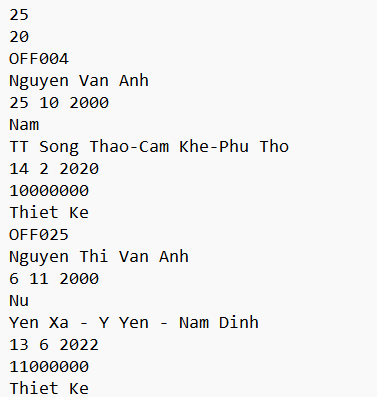 25
20
OFF004
Nguyen Van Anh
25 10 2000
Nam
TT Song Thao-Cam Khe-Phu Tho
14 2 2020
10000000
Thiet Ke
OFF025
Nguyen Thi Van Anh
6 11 2000
Nu
Yen Xa - Y Yen - Nam Dinh
13 6 2022
11000000
Thiet Ke